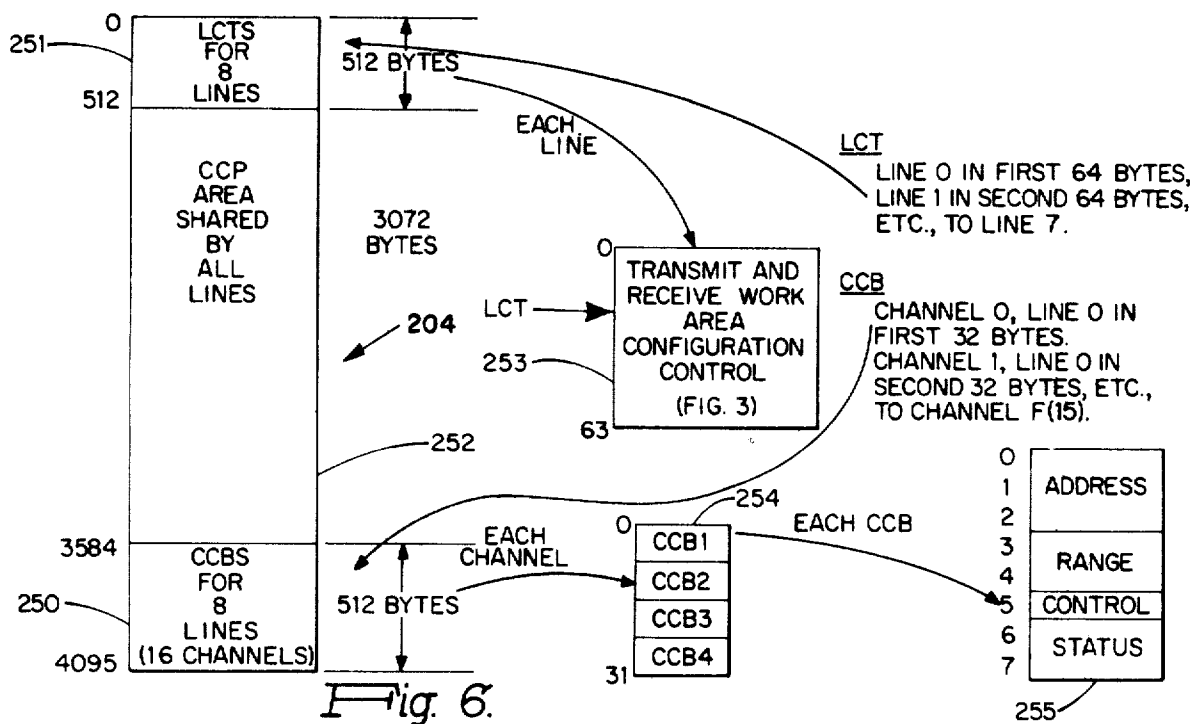 0
251
LCTS
FOR
8
LINES
512 BYTES
512
EACH
LINE
LCT
LINE 0 IN FIRST 64 BYTES,
LINE 1 IN SECOND 64 BYTES,
ETC., TO LINE 7.
CCP
AREA
SHARED
BY
ALL
LINES
3072
BYTES
204
0
TRANSMIT AND
RECEIVE WORK
AREA
CONFIGURATION
CONTROL
(FIG. 3)
LCT
253
63
CCB
CHANNEL 0, LINE 0 IN
FIRST 32 BYTES.
CHANNEL 1, LINE 0 IN
SECOND 32 BYTES, ETC.,
TO CHANNEL F(15).
252
3584
CCBS
FOR
8
LINES
(16 CHANNELS)
250
4095
EACH
CHANNEL
512 BYTES
254
0
CCB1
CCB2
CCB3
CCB4
31
EACH CCB
0
1
2
3
4
5
6
7
ADDRESS
RANGE
CONTROL
STATUS
255
Fig. 6.